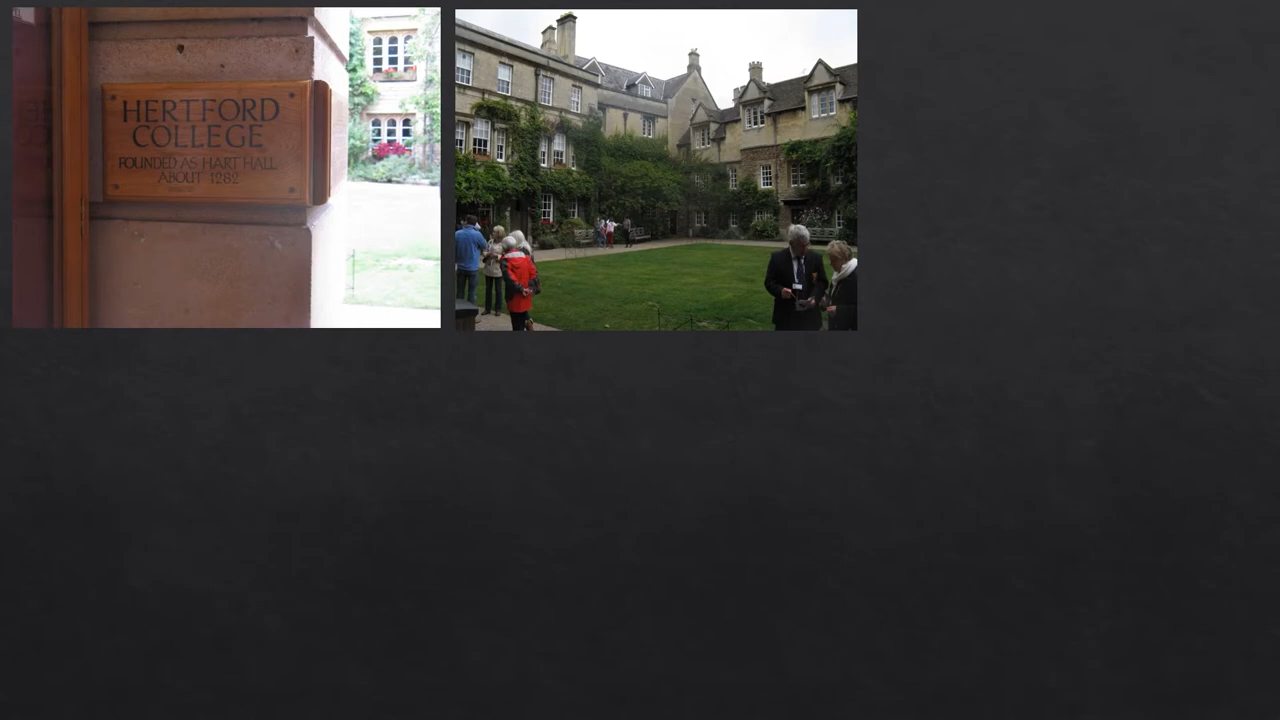 HERTFORD
COLLEGE
FOUNDED AS HART HALL
ABOUT 1282